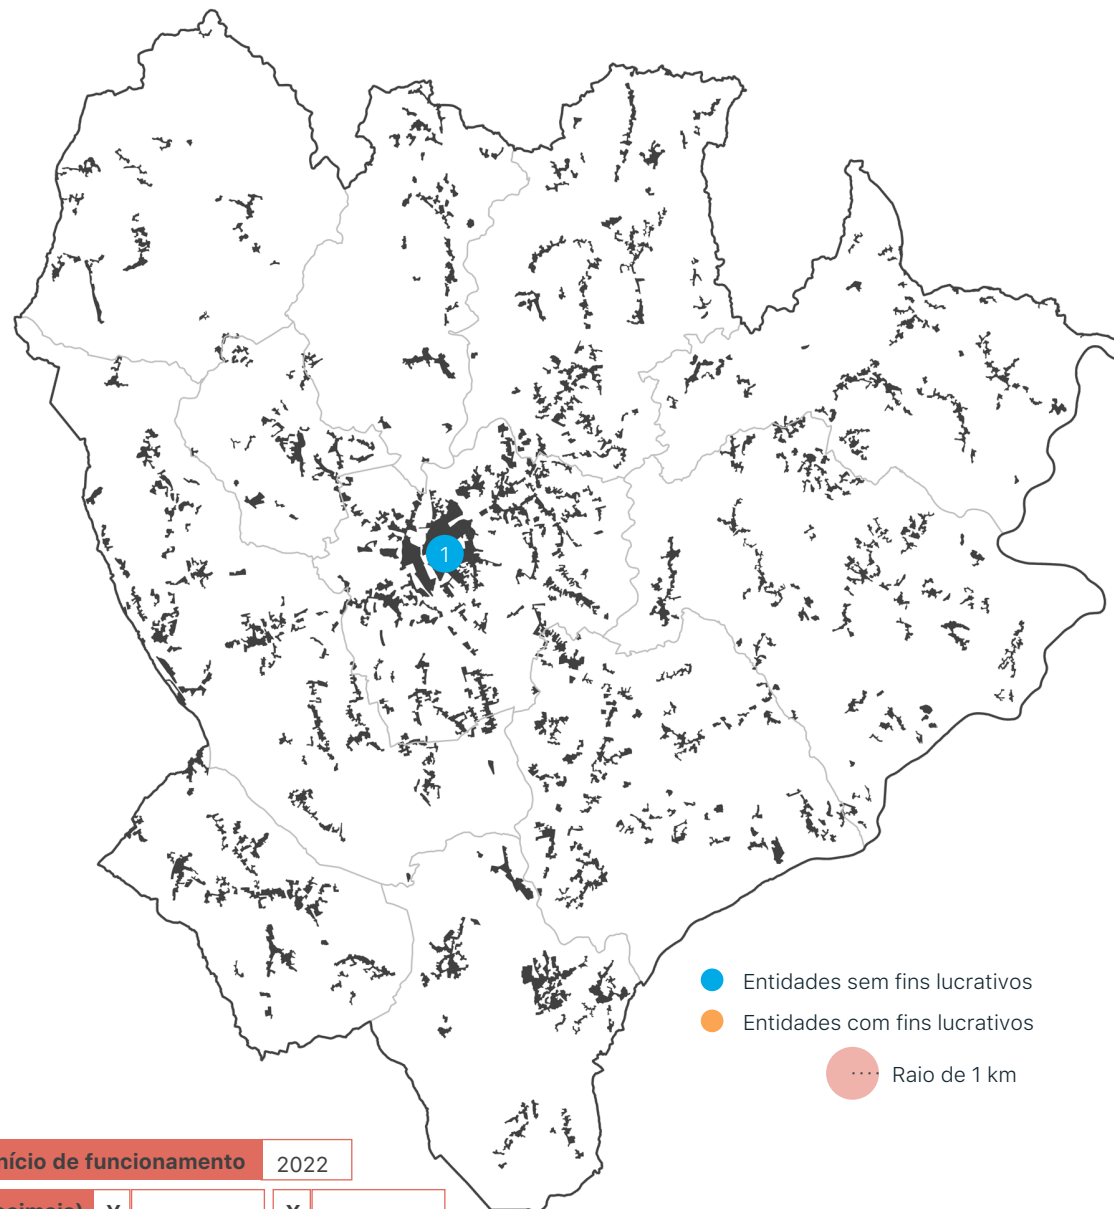 1
Entidades sem fins lucrativos
Entidades com fins lucrativos
Raio de 1 km
nício de funcionamento 2022